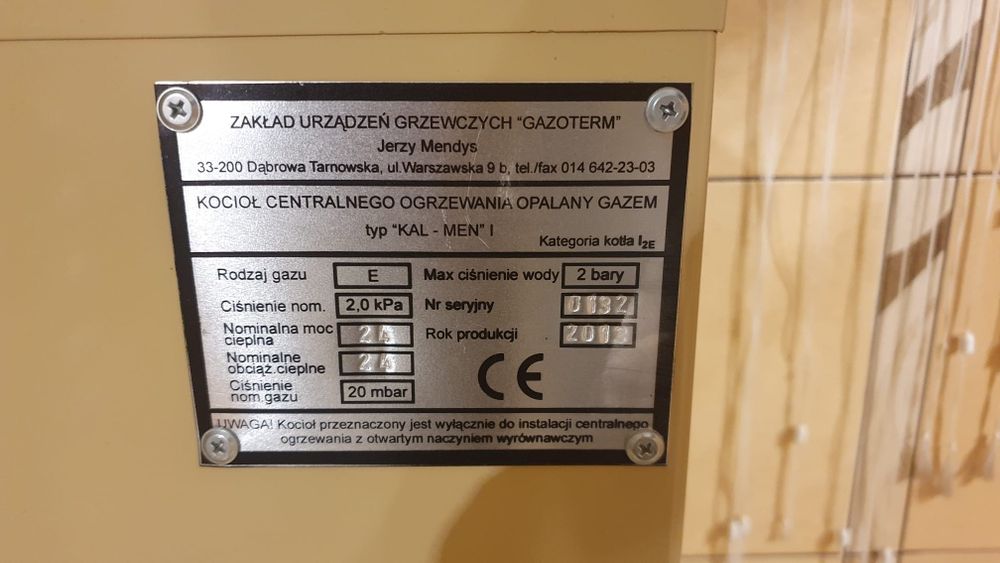 ZAKŁAD URZĄDZEŃ GRZEWCZYCH "GAZOTERM"
Jerzy Mendys
33-200 Dąbrowa Tarnowska, ul.Warszawska 9 b, tel./fax 014 642-23-03
KOCIOŁ CENTRALNEGO OGRZEWANIA OPALANY GAZEM
typ "KAL - MEN" I
Kategoria kotła I2E
Rodzaj gazu E Max ciśnienie wody 2 bary
Ciśnienie nom. 2,0 kPa Nr seryjny 0132
Nominalna moc cieplna 24 Rok produkcji 2013
Nominalne obciąż.cieplne 24
Ciśnienie nom.gazu 20 mbar
CE
UWAGA! Kocioł przeznaczony jest wyłącznie do instalacji centralnego
ogrzewania z otwartym naczyniem wyrównawczym